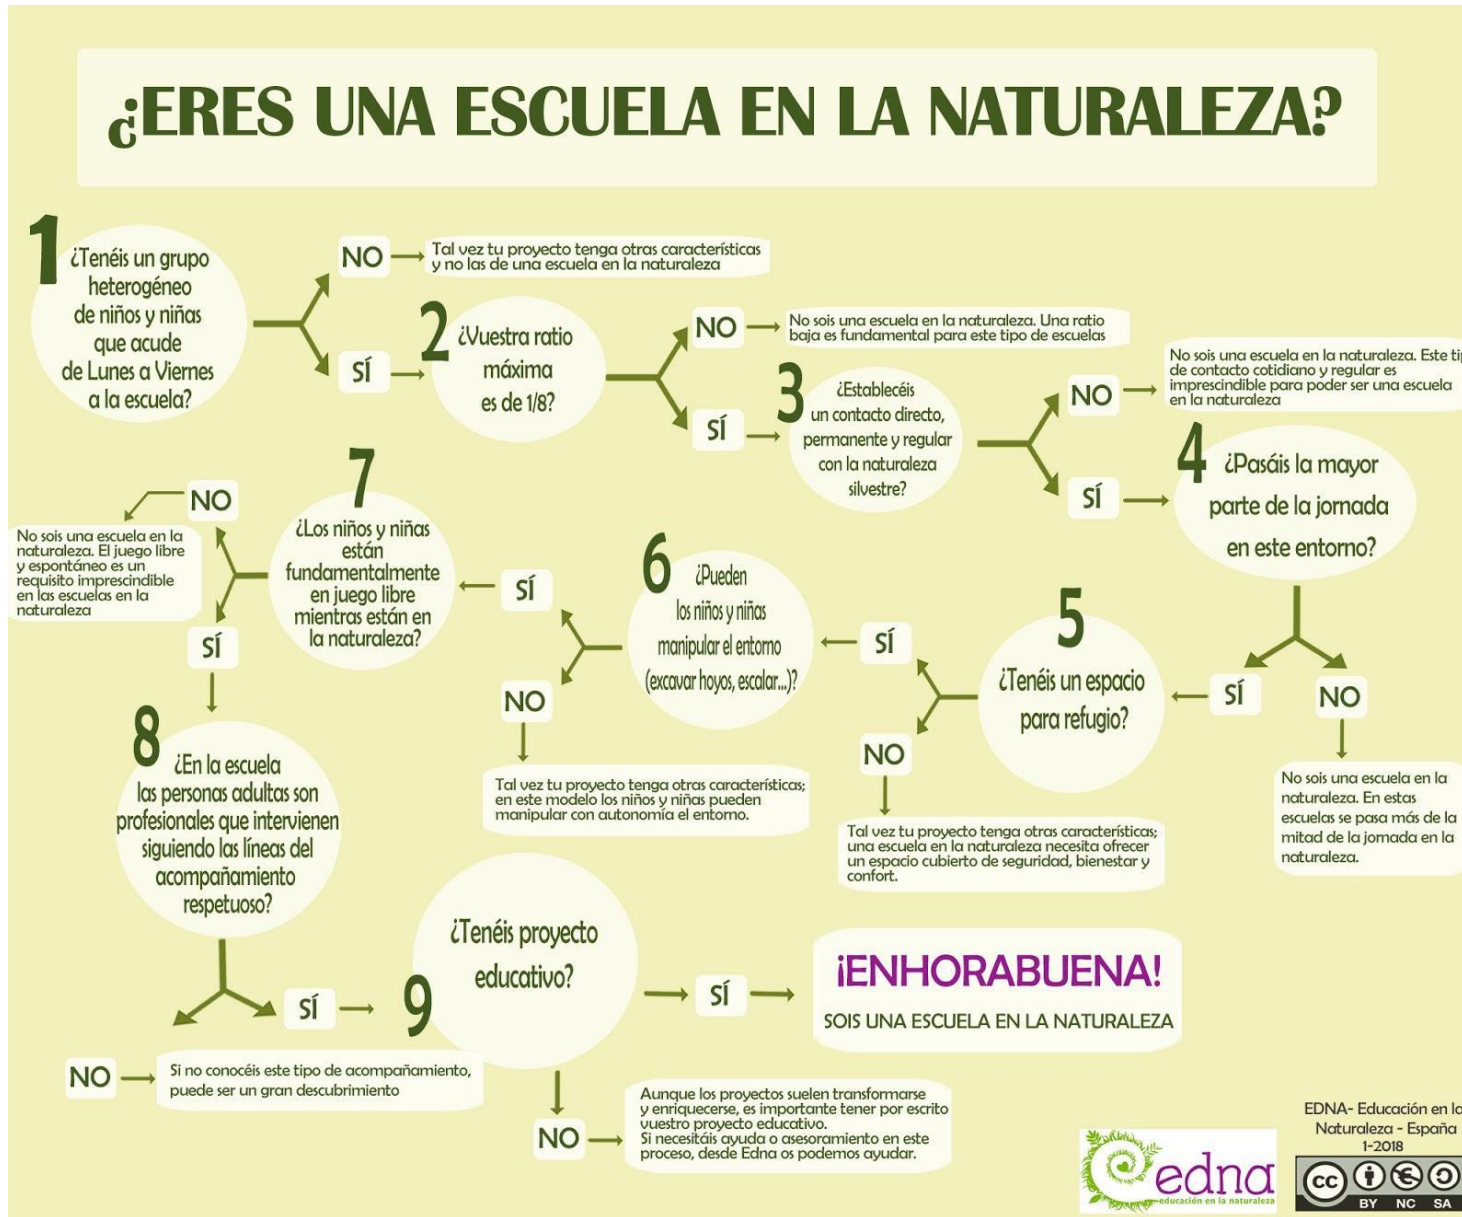 ¿ERES UNA ESCUELA EN LA NATURALEZA?
1
¿Tenéis un grupo
heterogéneo
de niños y niñas
que acude
de Lunes a Viernes
a la escuela?
NO
Tal vez tu proyecto tenga otras características
y no las de una escuela en la naturaleza
SÍ
2
¿Vuestra ratio
máxima
es de 1/8?
NO
No sois una escuela en la naturaleza. Una ratio
baja es fundamental para este tipo de escuelas
SÍ
3
¿Establecéis
un contacto directo,
permanente y regular
con la naturaleza
silvestre?
NO
No sois una escuela en la naturaleza. Este
de contacto cotidiano y regular es
imprescindible para poder ser una escuela
en la naturaleza
SÍ
4
¿Pasáis la mayor
parte de la jornada
en este entorno?
SÍ
NO
No sois una escuela en la
naturaleza. En estas
escuelas se pasa más de la
mitad de la jornada en la
naturaleza.
5
¿Tenéis un espacio
para refugio?
SÍ
NO
Tal vez tu proyecto tenga otras características;
una escuela en la naturaleza necesita ofrecer
un espacio cubierto de seguridad, bienestar y
confort.
6
¿Pueden
los niños y niñas
manipular el entorno
(excavar hoyos, escalar...)?
SÍ
NO
Tal vez tu proyecto tenga otras características;
en este modelo los niños y niñas pueden
manipular con autonomía el entorno.
7
¿Los niños y niñas
están
fundamentalmente
en juego libre
mientras están en
la naturaleza?
NO
No sois una escuela en la
naturaleza. El juego libre
y espontáneo es un
requisito imprescindible
en las escuelas en la
naturaleza
SÍ
8
¿En la escuela
las personas adultas son
profesionales que intervienen
siguiendo las líneas del
acompañamiento
respetuoso?
SÍ
NO
Si no conocéis este tipo de acompañamiento,
puede ser un gran descubrimiento
9
¿Tenéis proyecto
educativo?
SÍ
¡ENHORABUENA!
SOIS UNA ESCUELA EN LA NATURALEZA
NO
Aunque los proyectos suelen transformarse
y enriquecerse, es importante tener por escrito
vuestro proyecto educativo.
Si necesitáis ayuda o asesoramiento en este
proceso, desde Edna os podemos ayudar.
edna
educación en la naturaleza
EDNA- Educación en la
Naturaleza - España
1-2018
cc
BY NC SA